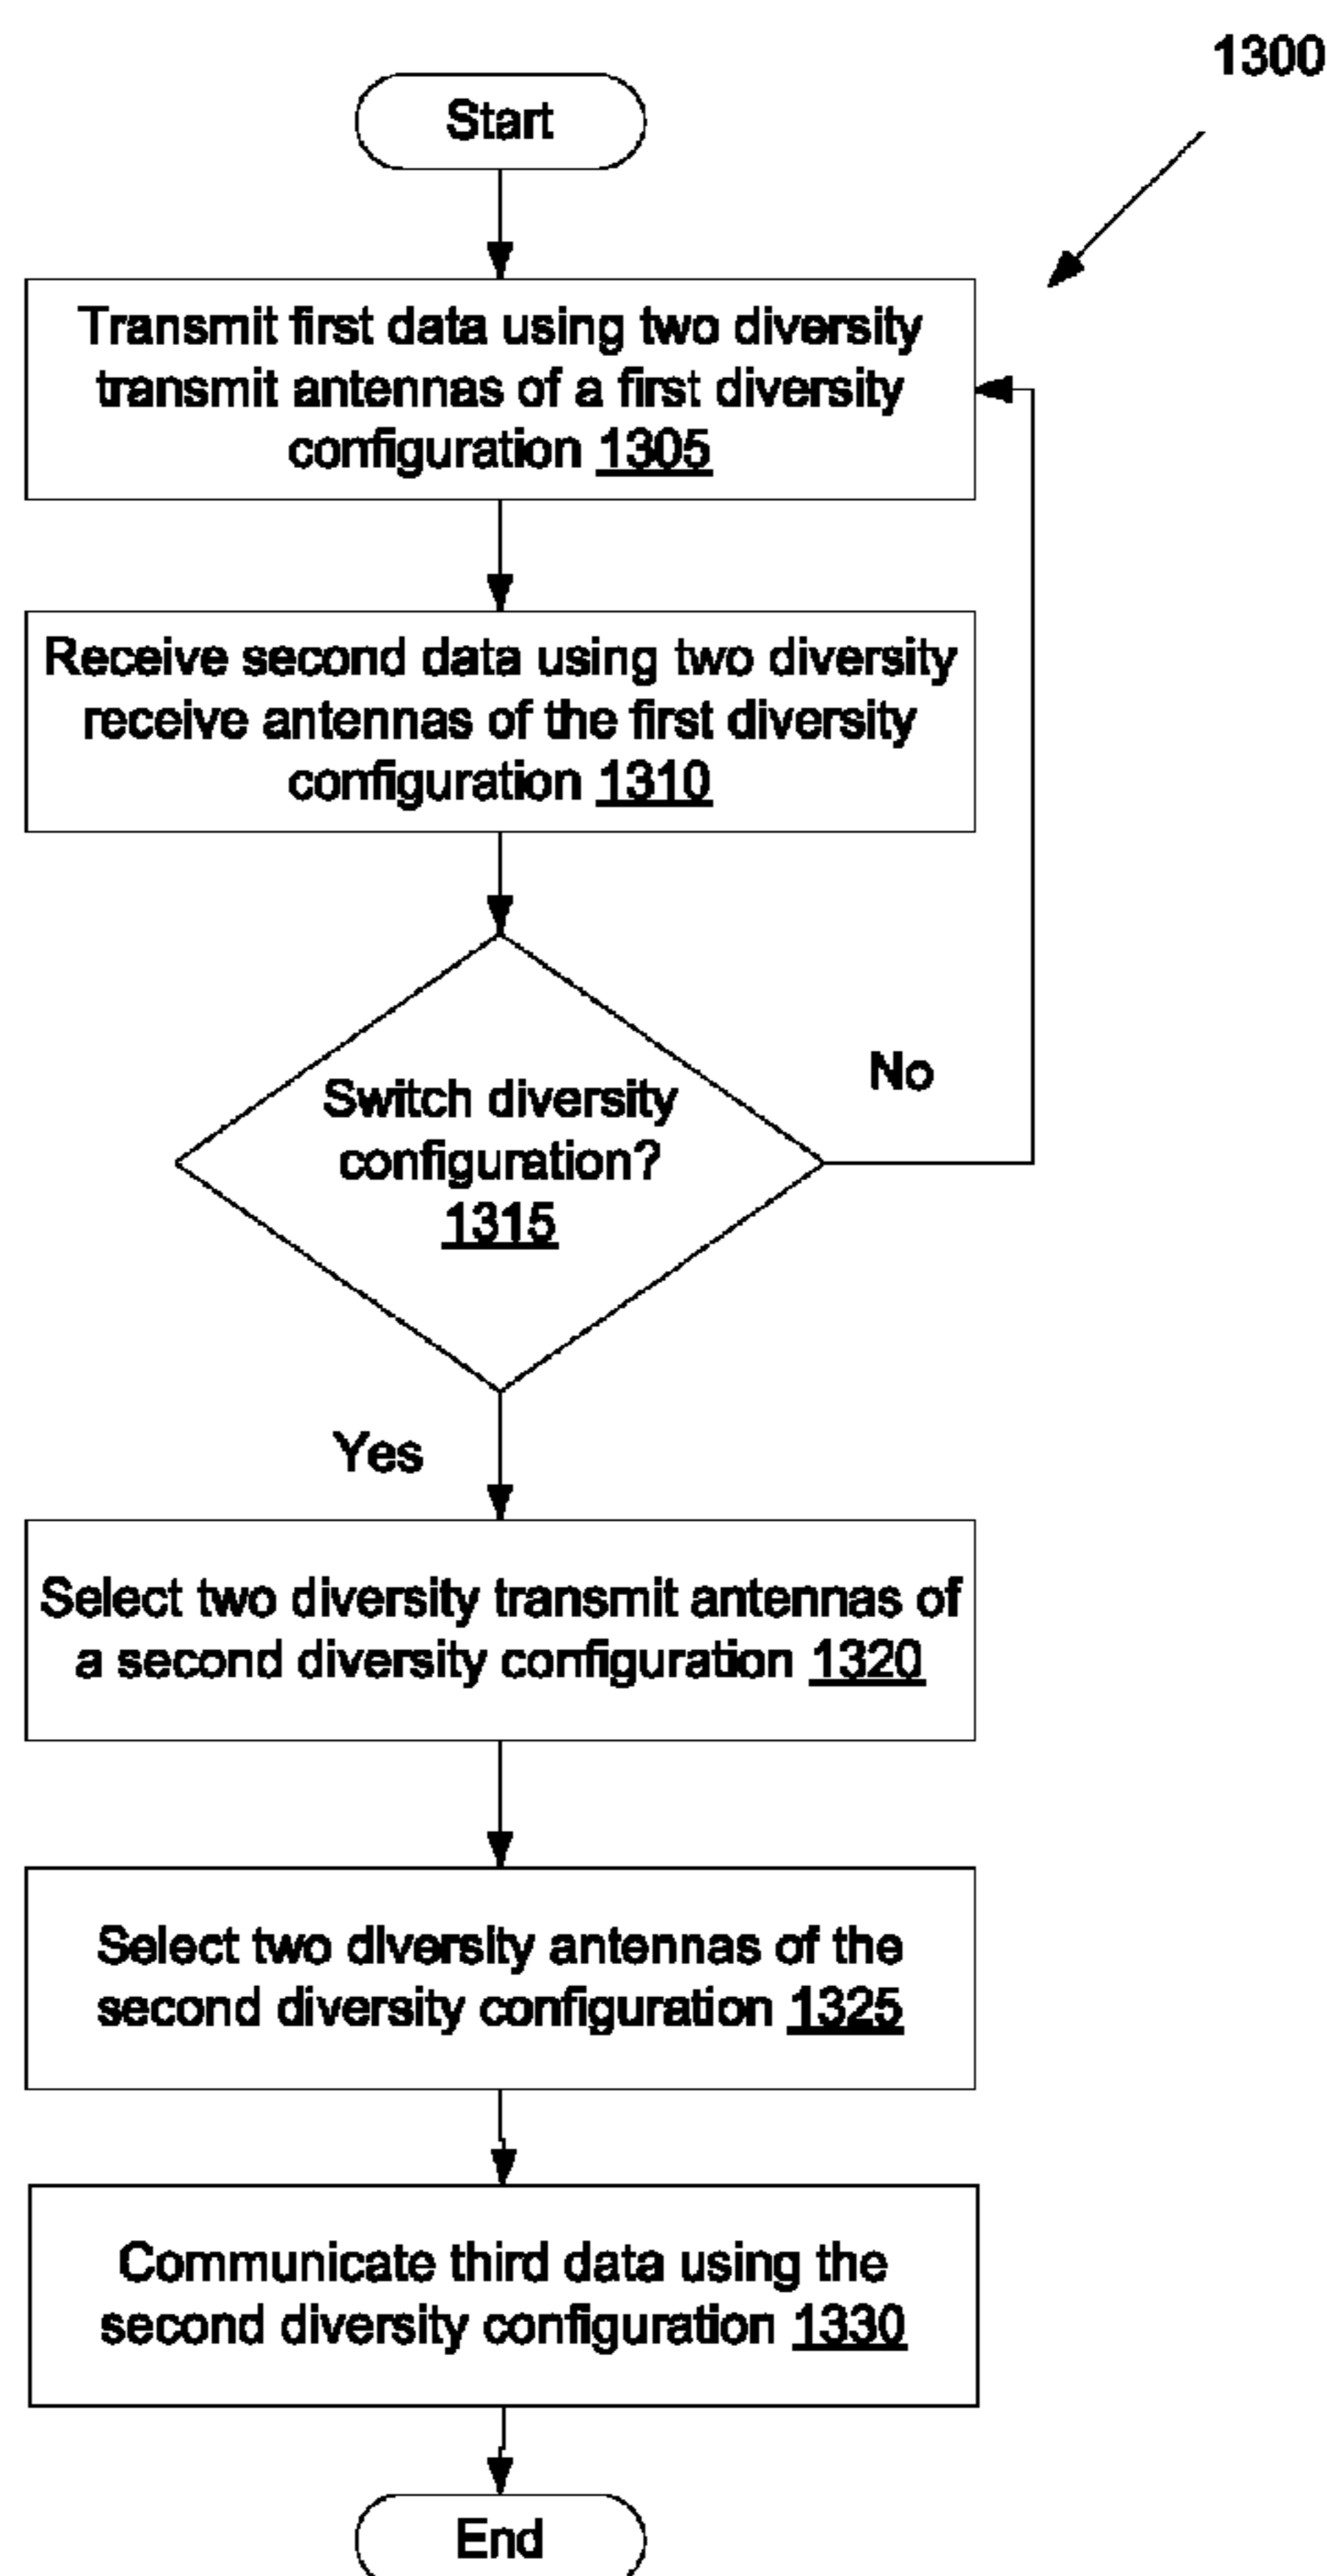 1300
Start
Transmit first data using two diversity
transmit antennas of a first diversity
configuration 1305
Receive second data using two diversity
receive antennas of the first diversity
configuration 1310
Switch diversity
configuration?
1315
No
Yes
Select two diversity transmit antennas of
a second diversity configuration 1320
Select two diversity antennas of the
second diversity configuration 1325
Communicate third data using the
second diversity configuration 1330
End